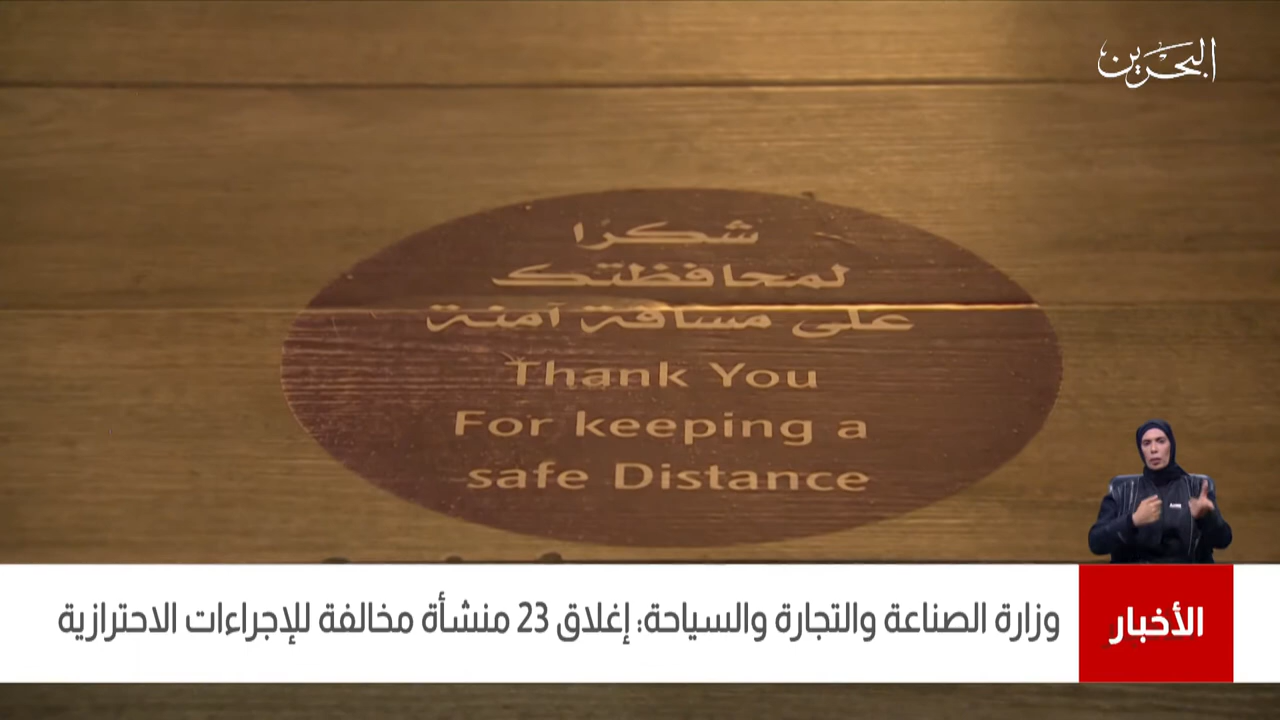 البحرين
شكرًا
لمحافظتك
على مسافة آمنة
Thank You
For keeping a
safe Distance
الأخبار
وزارة الصناعة والتجارة والسياحة: إغلاق 23 منشأة مخالفة للإجراءات الاحترازية